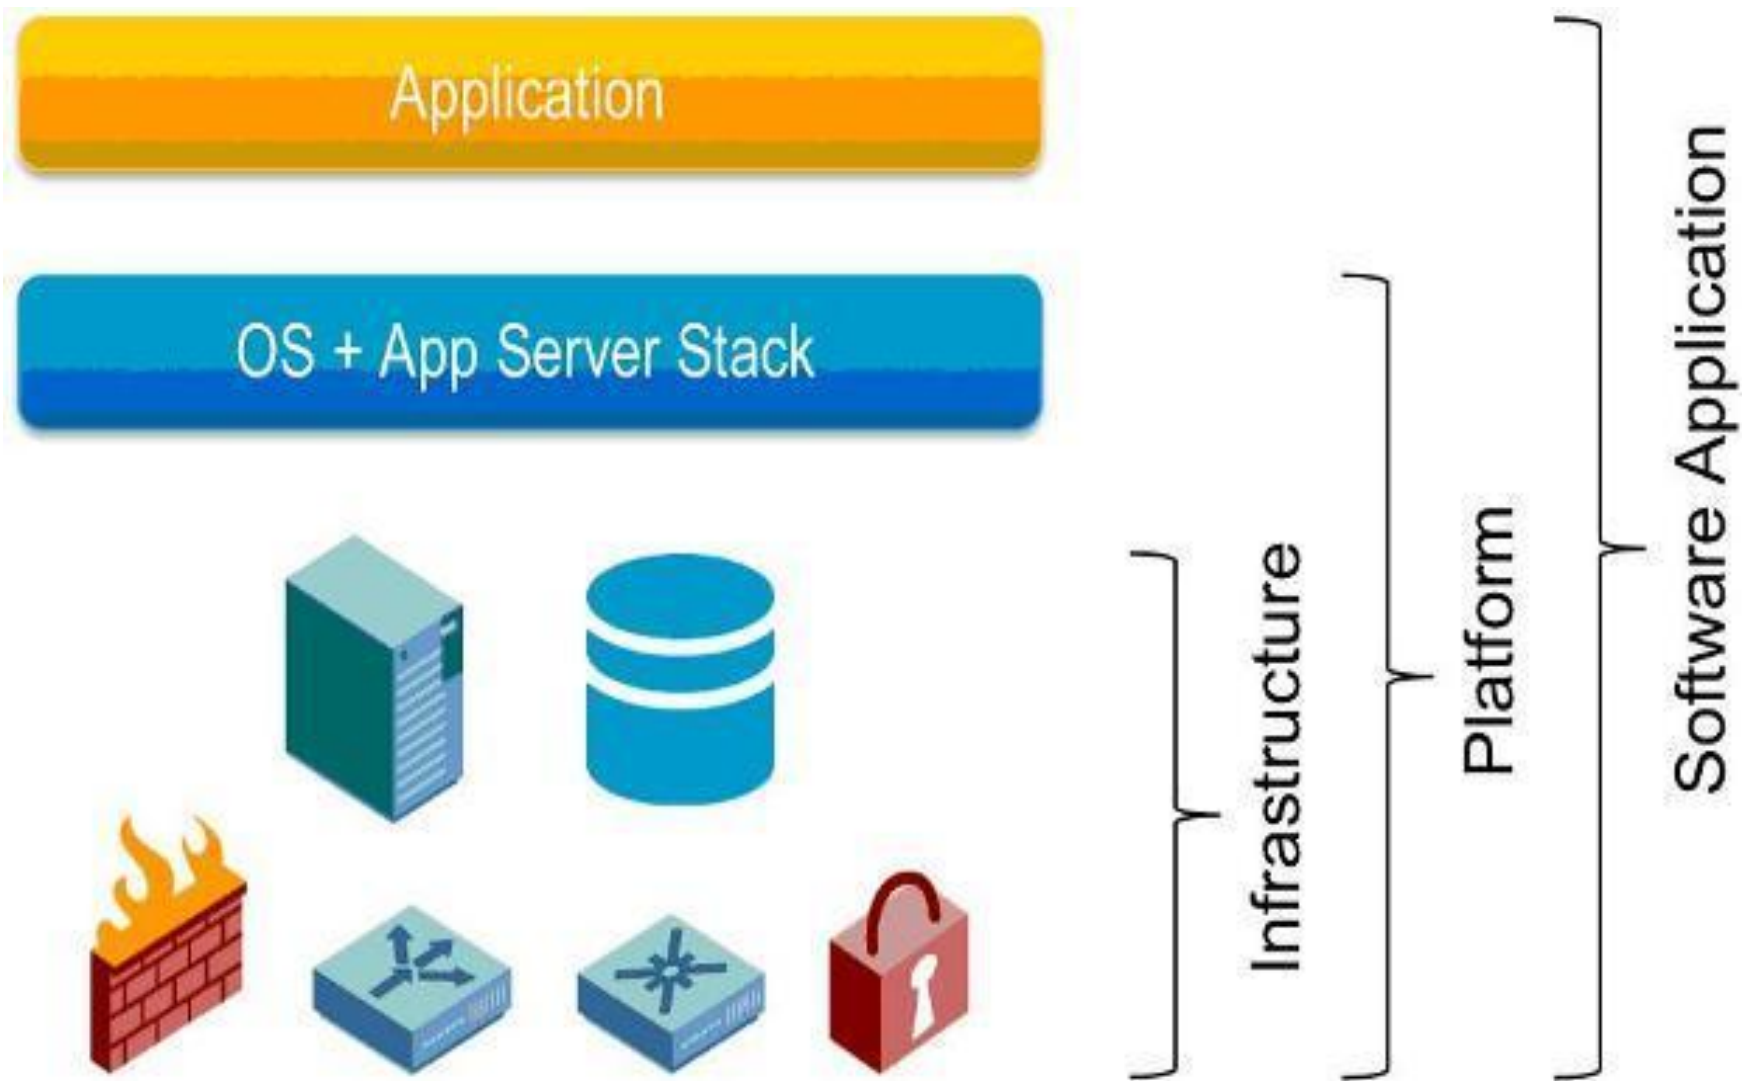 Application
OS + App Server Stack
Infrastructure
Platform
Software Application